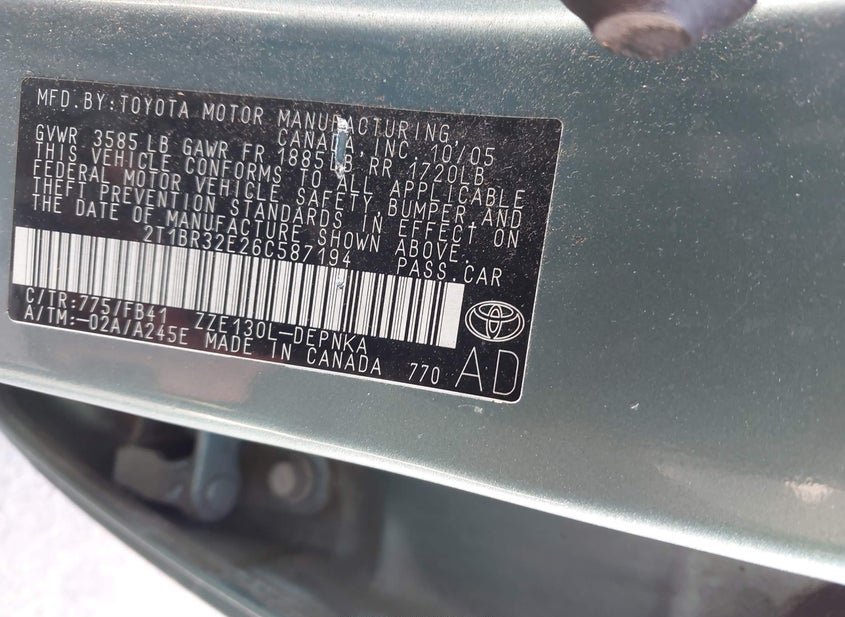 MFD.BY:TOYOTA MOTOR MANUFACTURING
CANADA, INC. 10/05
GVWR 3585 LB GAWR FR 1885LB RR 1720LB
THIS VEHICLE CONFORMS TO ALL APPLICABLE
FEDERAL MOTOR VEHICLE SAFETY, BUMPER AND
THEFT PREVENTION STANDARDS IN EFFECT ON
THE DATE OF MANUFACTURE SHOWN ABOVE.
2T1BR32E26C587194 PASS.CAR
C/TR:775/FB41 ZZE130L-DEPNKA
A/TM:-02A/A245E MADE IN CANADA 770 AD